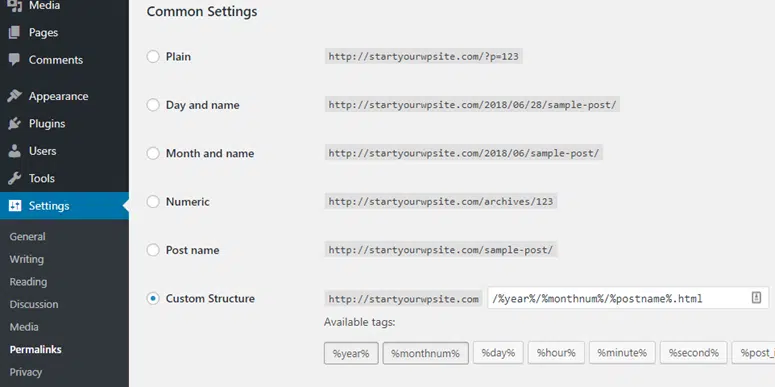 Media
Pages
Comments
Appearance
Plugins
Users
Tools
Settings
General
Writing
Reading
Discussion
Media
Permalinks
Privacy
Common Settings
Plain http://startyourwpsite.com/?p=123
Day and name http://startyourwpsite.com/2018/06/28/sample-post/
Month and name http://startyourwpsite.com/2018/06/sample-post/
Numeric http://startyourwpsite.com/archives/123
Post name http://startyourwpsite.com/sample-post/
Custom Structure http://startyourwpsite.com /%year%/%monthnum%/%postname%.html
Available tags:
%year% %monthnum% %day% %hour% %minute% %second% %post_